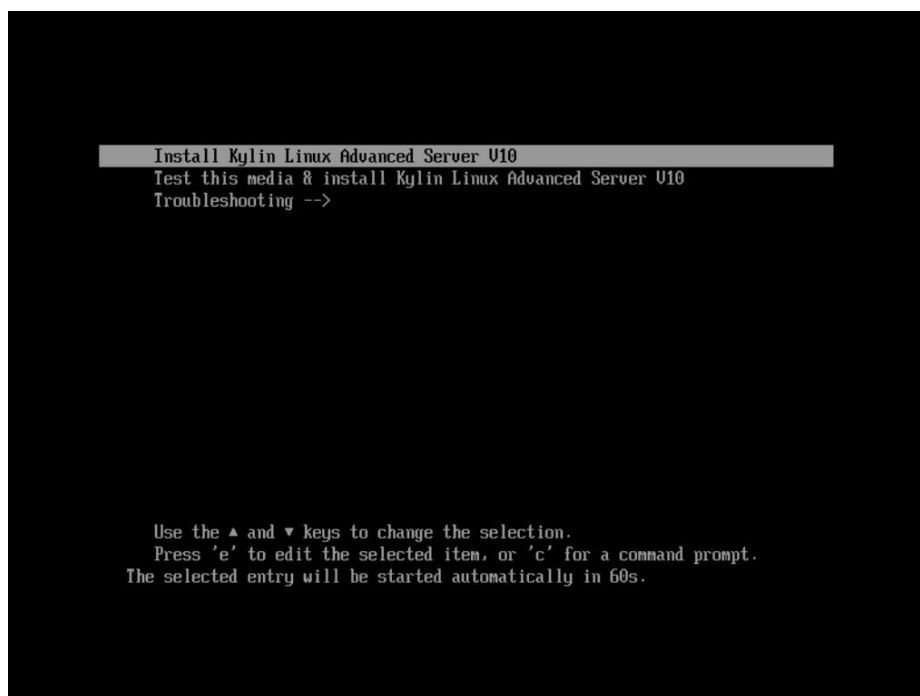 Install Kylin Linux Advanced Server V10
Test this media & install Kylin Linux Advanced Server V10
Troubleshooting -->
Use the ▲ and ▼ keys to change the selection.
Press 'e' to edit the selected item, or 'c' for a command prompt.
The selected entry will be started automatically in 60s.